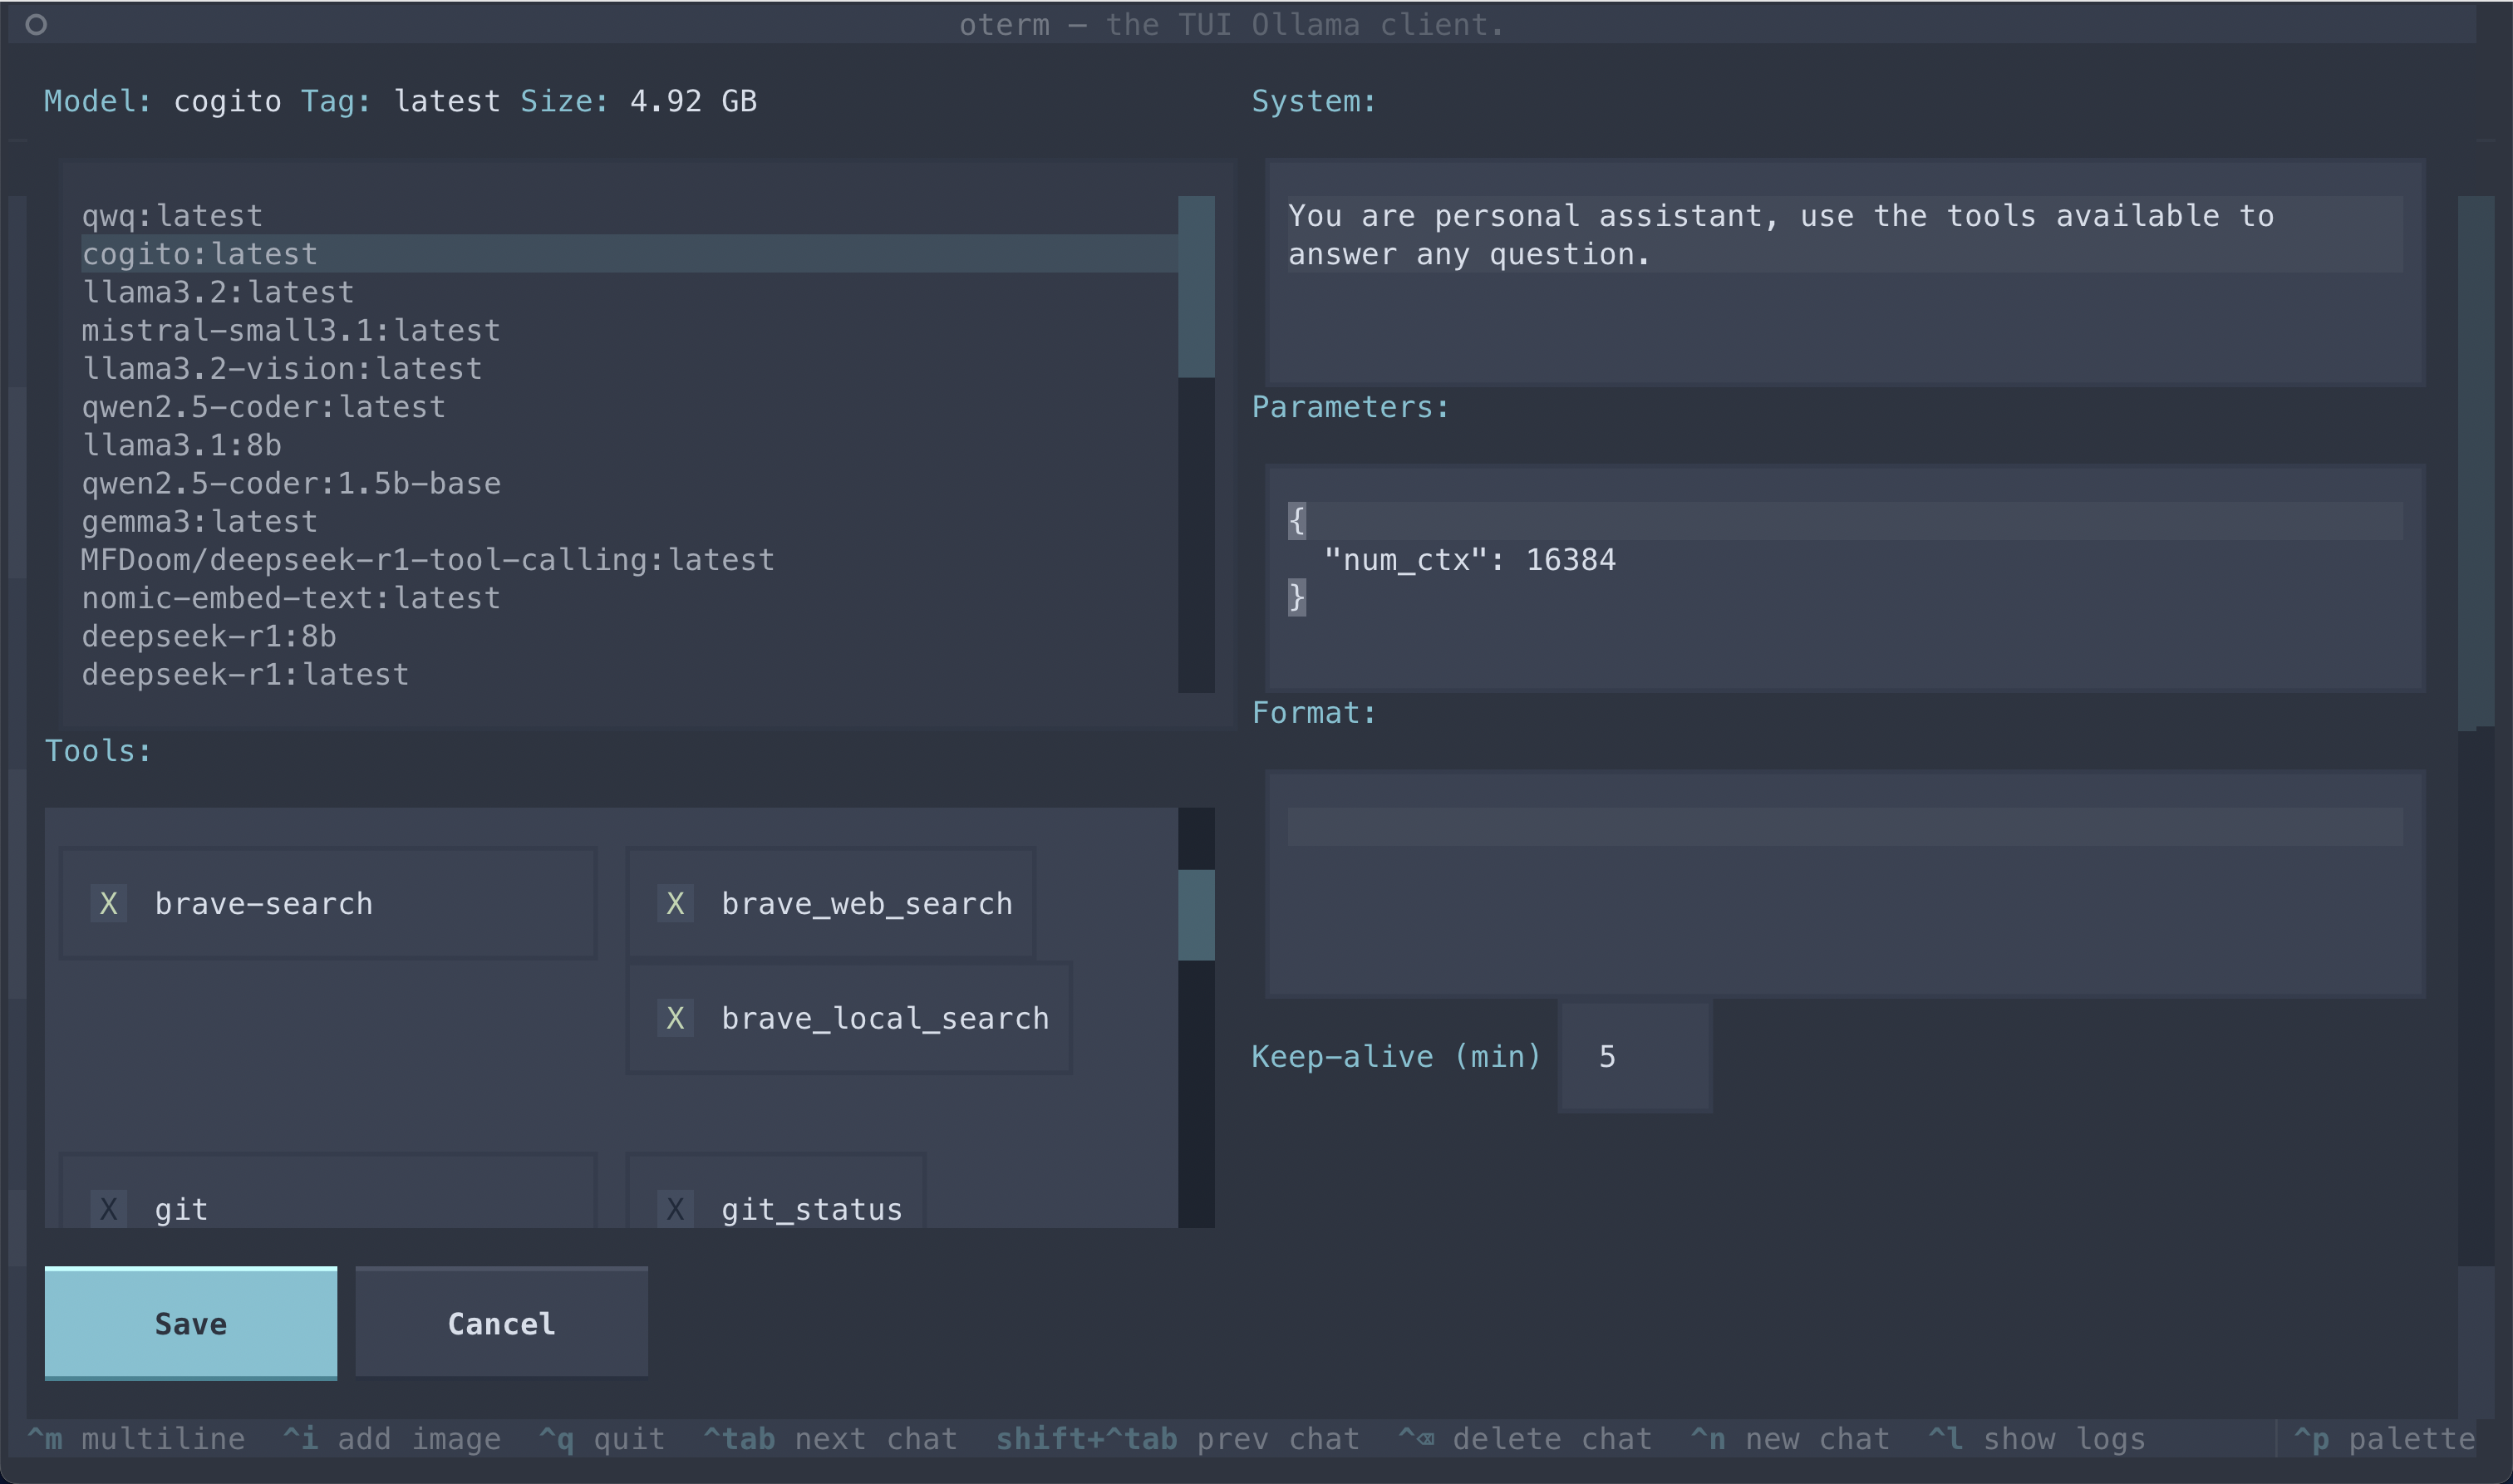 oterm — the TUI Ollama client.
Model: cogito Tag: latest Size: 4.92 GB
qwq:latest
cogito:latest
llama3.2:latest
mistral-small3.1:latest
llama3.2-vision:latest
qwen2.5-coder:latest
llama3.1:8b
qwen2.5-coder:1.5b-base
gemma3:latest
MFDoom/deepseek-r1-tool-calling:latest
nomic-embed-text:latest
deepseek-r1:8b
deepseek-r1:latest
Tools:
X brave-search
X brave_web_search
X brave_local_search
X git
X git_status
Save
Cancel
System:
You are personal assistant, use the tools available to
answer any question.
Parameters:
{
"num_ctx": 16384
}
Format:
Keep-alive (min) 5
^m multiline ^i add image ^q quit ^tab next chat shift+^tab prev chat ^⌫ delete chat ^n new chat ^l show logs ^p palette